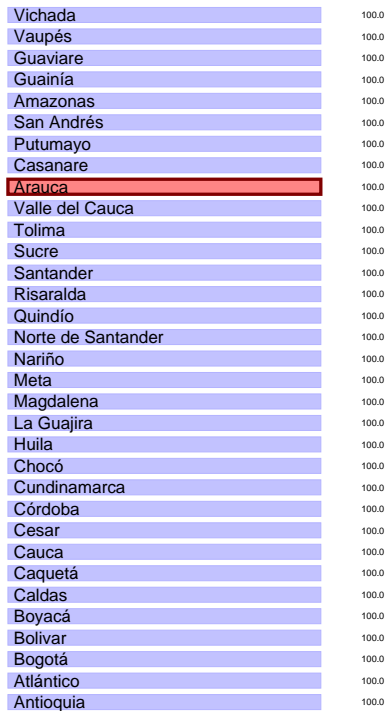 Vichada 100.0
Vaupés 100.0
Guaviare 100.0
Guainía 100.0
Amazonas 100.0
San Andrés 100.0
Putumayo 100.0
Casanare 100.0
Arauca 100.0
Valle del Cauca 100.0
Tolima 100.0
Sucre 100.0
Santander 100.0
Risaralda 100.0
Quindío 100.0
Norte de Santander 100.0
Nariño 100.0
Meta 100.0
Magdalena 100.0
La Guajira 100.0
Huila 100.0
Chocó 100.0
Cundinamarca 100.0
Córdoba 100.0
Cesar 100.0
Cauca 100.0
Caquetá 100.0
Caldas 100.0
Boyacá 100.0
Bolivar 100.0
Bogotá 100.0
Atlántico 100.0
Antioquia 100.0